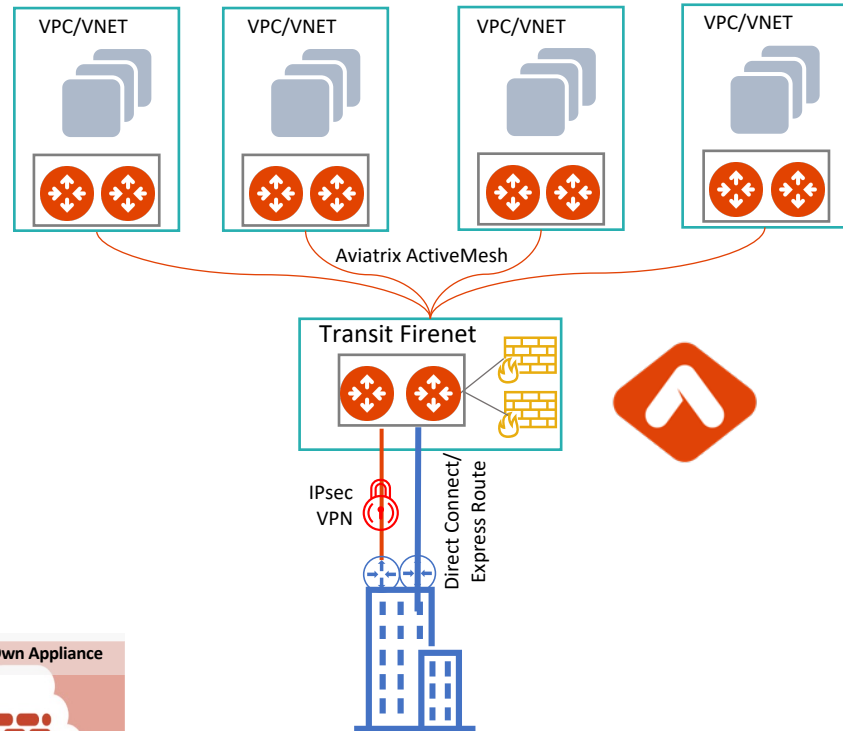 VPC/VNET
VPC/VNET
VPC/VNET
VPC/VNET
Aviatrix ActiveMesh
Transit Firenet
IPsec
VPN
Direct Connect/
Express Route
Own Appliance